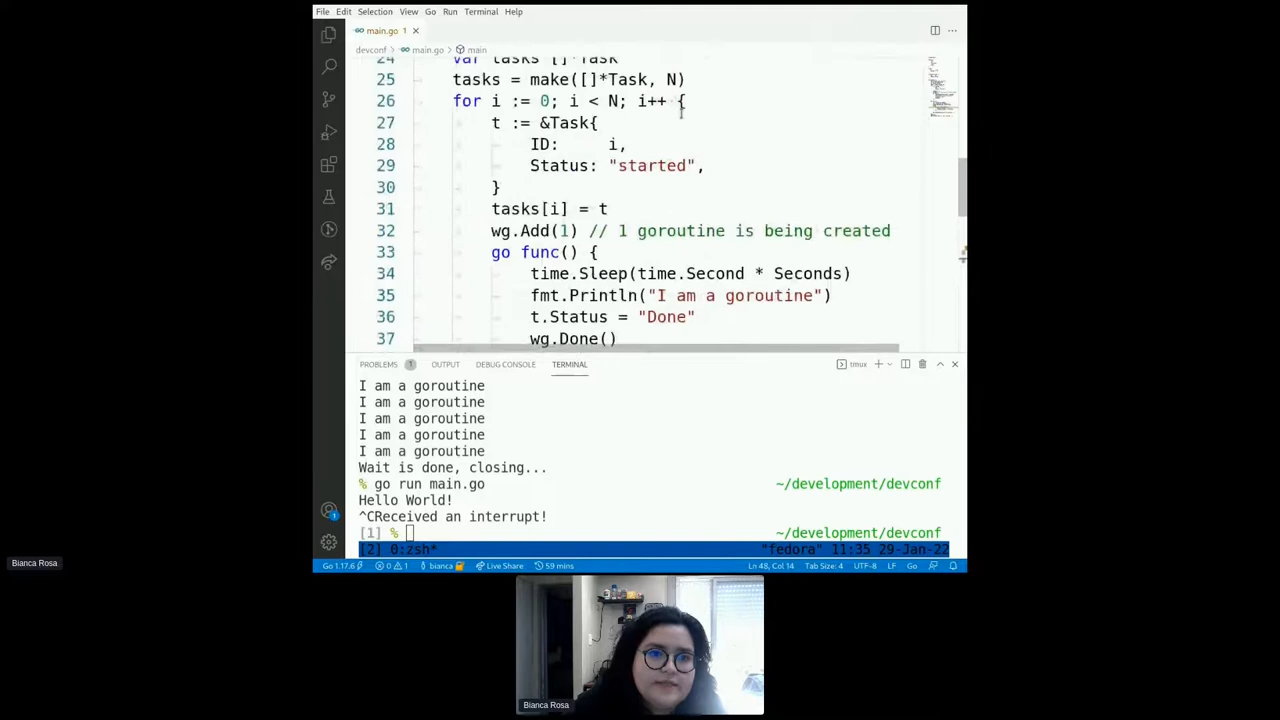 File Edit Selection View Go Run Terminal Help
main.go 1
devconf main.go main
24 var tasks []*Task
25 tasks = make([]*Task, N)
26 for i := 0; i < N; i++ {
27 t := &Task{
28 ID: i,
29 Status: "started",
30 }
31 tasks[i] = t
32 wg.Add(1) // 1 goroutine is being created
33 go func() {
34 time.Sleep(time.Second * Seconds)
35 fmt.Println("I am a goroutine")
36 t.Status = "Done"
37 wg.Done()
PROBLEMS 1 OUTPUT DEBUG CONSOLE TERMINAL tmux
I am a goroutine
I am a goroutine
I am a goroutine
I am a goroutine
I am a goroutine
Wait is done, closing...
% go run main.go ~/development/devconf
Hello World!
^CReceived an interrupt!
[1] % ~/development/devconf
[2] 0:zsh* "fedora" 11:35 29-Jan-22
Go 1.17.6 0 1 bianca Live Share 59 mins Ln 48, Col 14 Tab Size: 4 UTF-8 LF Go
Bianca Rosa
Bianca Rosa